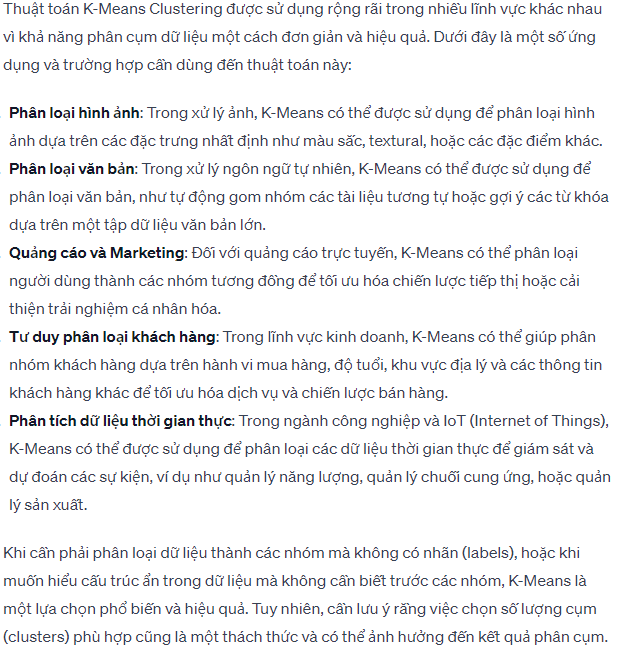 Thuật toán K-Means Clustering được sử dụng rộng rãi trong nhiều lĩnh vực khác nhau
vì khả năng phân cụm dữ liệu một cách đơn giản và hiệu quả. Dưới đây là một số ứng
dụng và trường hợp cần dùng đến thuật toán này:
Phân loại hình ảnh: Trong xử lý ảnh, K-Means có thể được sử dụng để phân loại hình
ảnh dựa trên các đặc trưng nhất định như màu sắc, textural, hoặc các đặc điểm khác.
Phân loại văn bản: Trong xử lý ngôn ngữ tự nhiên, K-Means có thể được sử dụng để
phân loại văn bản, như tự động gom nhóm các tài liệu tương tự hoặc gợi ý các từ khóa
dựa trên một tập dữ liệu văn bản lớn.
Quảng cáo và Marketing: Đối với quảng cáo trực tuyến, K-Means có thể phân loại
người dùng thành các nhóm tương đồng để tối ưu hóa chiến lược tiếp thị hoặc cải
thiện trải nghiệm cá nhân hóa.
Tư duy phân loại khách hàng: Trong lĩnh vực kinh doanh, K-Means có thể giúp phân
nhóm khách hàng dựa trên hành vi mua hàng, độ tuổi, khu vực địa lý và các thông tin
khách hàng khác để tối ưu hóa dịch vụ và chiến lược bán hàng.
Phân tích dữ liệu thời gian thực: Trong ngành công nghiệp và IoT (Internet of Things),
K-Means có thể được sử dụng để phân loại các dữ liệu thời gian thực để giám sát và
dự đoán các sự kiện, ví dụ như quản lý năng lượng, quản lý chuỗi cung ứng, hoặc quản
lý sản xuất.
Khi cần phải phân loại dữ liệu thành các nhóm mà không có nhãn (labels), hoặc khi
muốn hiểu cấu trúc ẩn trong dữ liệu mà không cần biết trước các nhóm, K-Means là
một lựa chọn phổ biến và hiệu quả. Tuy nhiên, cần lưu ý rằng việc chọn số lượng cụm
(clusters) phù hợp cũng là một thách thức và có thể ảnh hưởng đến kết quả phân cụm.